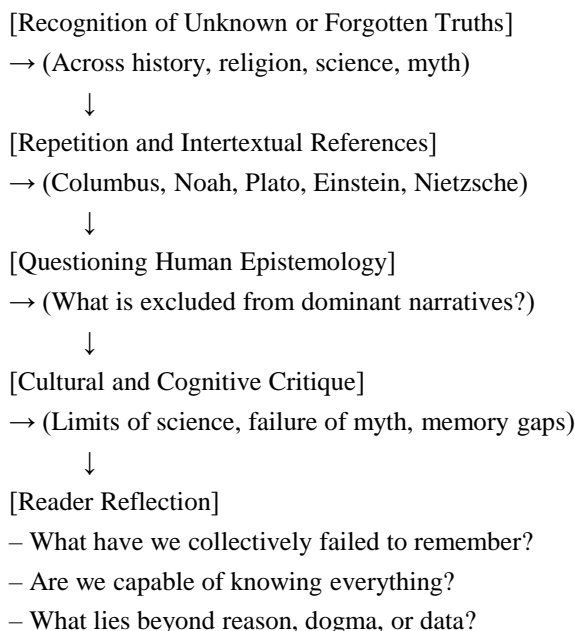 [Recognition of Unknown or Forgotten Truths]
→ (Across history, religion, science, myth)
↓
[Repetition and Intertextual References]
→ (Columbus, Noah, Plato, Einstein, Nietzsche)
↓
[Questioning Human Epistemology]
→ (What is excluded from dominant narratives?)
↓
[Cultural and Cognitive Critique]
→ (Limits of science, failure of myth, memory gaps)
↓
[Reader Reflection]
– What have we collectively failed to remember?
– Are we capable of knowing everything?
– What lies beyond reason, dogma, or data?